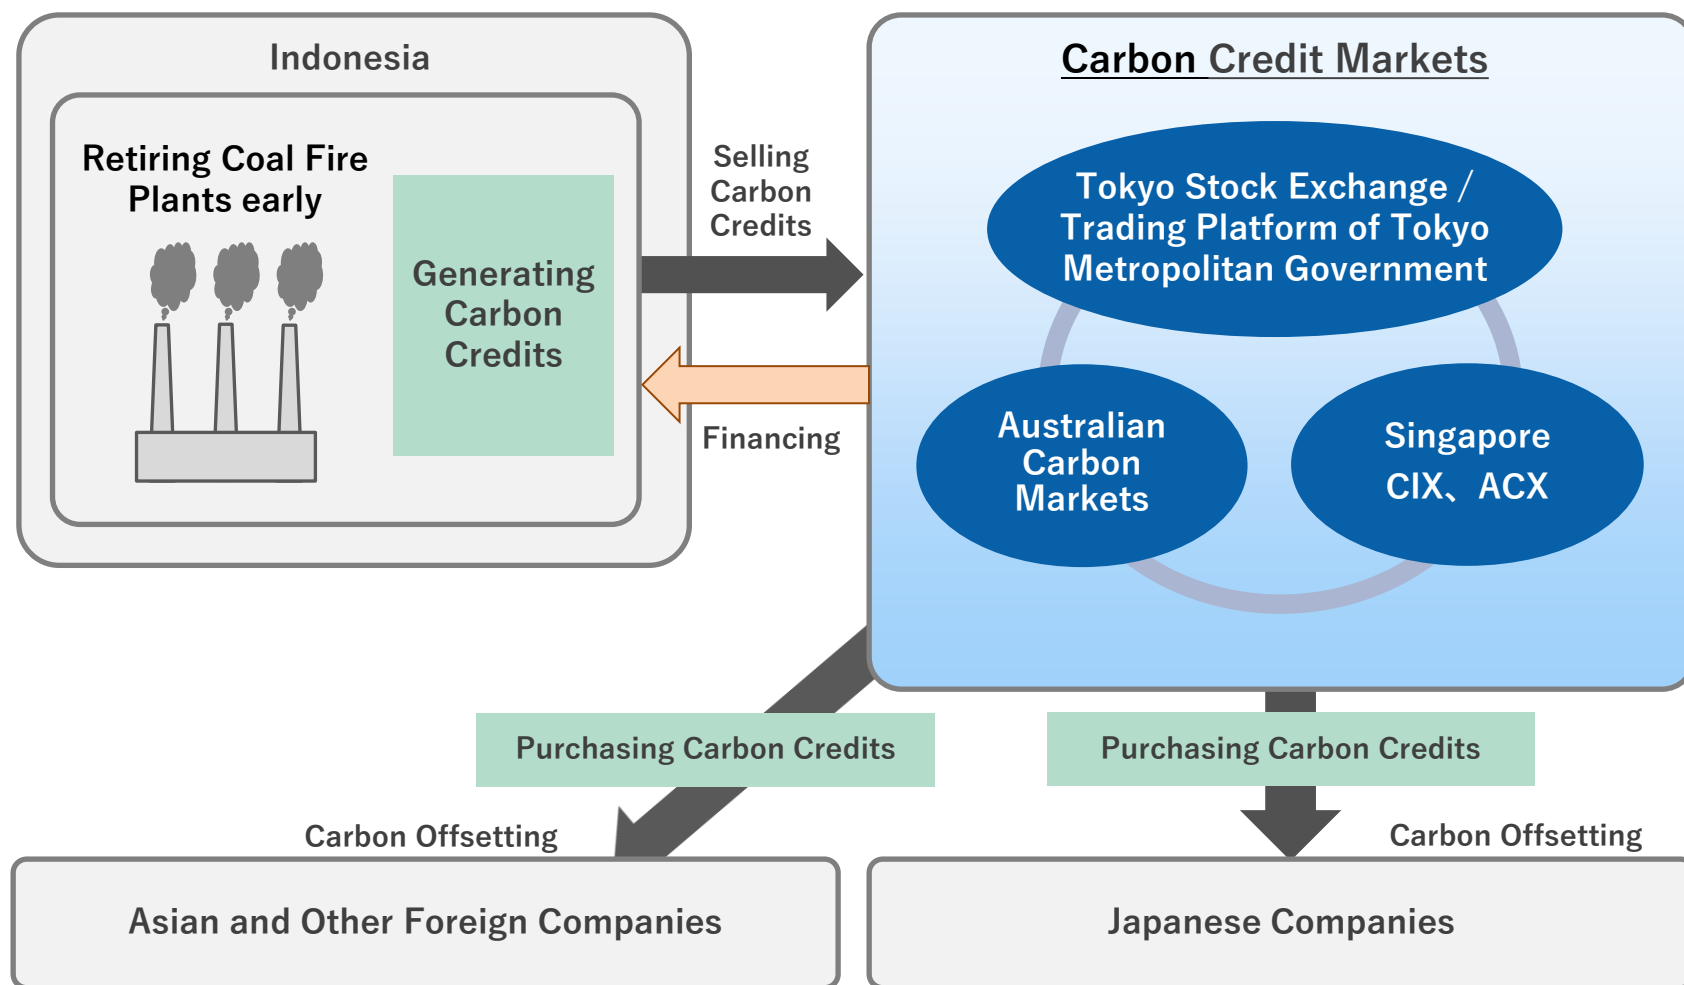 Indonesia
Retiring Coal Fire
Plants early
Generating
Carbon
Credits
Selling
Carbon
Credits
Financing
Carbon Credit Markets
Tokyo Stock Exchange /
Trading Platform of Tokyo
Metropolitan Government
Australian
Carbon
Markets
Singapore
CIX、ACX
Purchasing Carbon Credits
Purchasing Carbon Credits
Carbon Offsetting
Carbon Offsetting
Asian and Other Foreign Companies
Japanese Companies